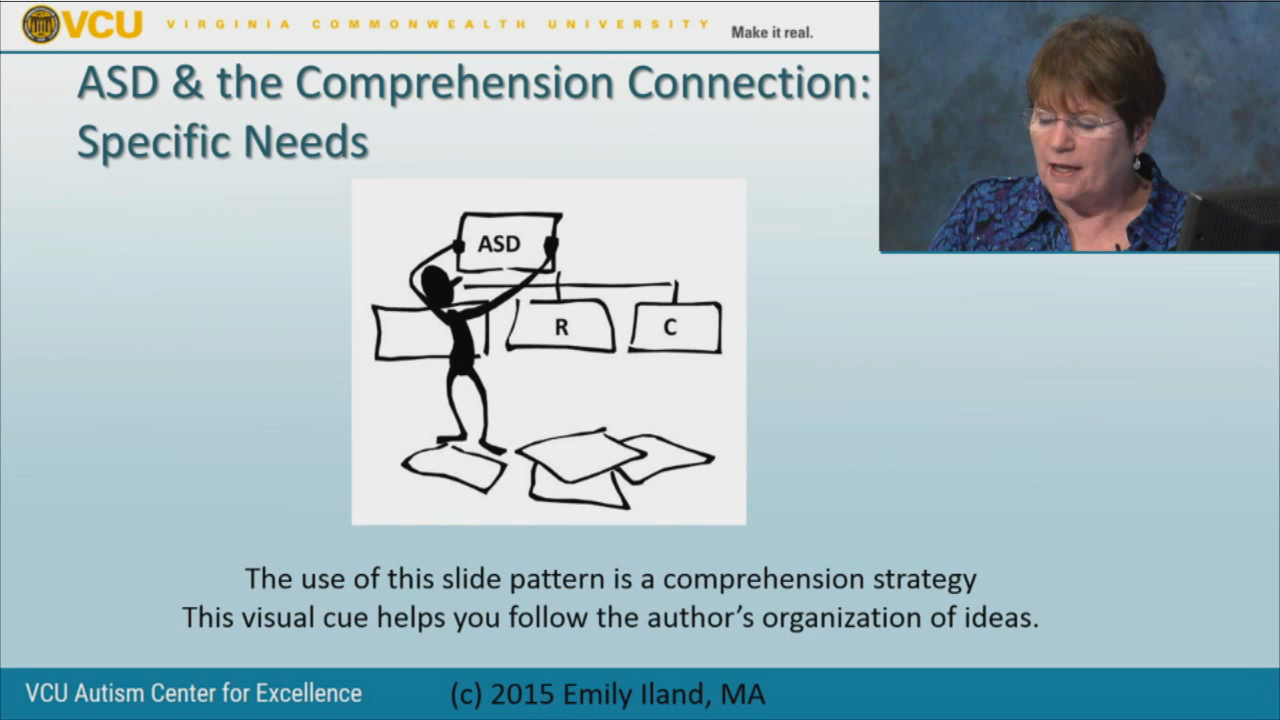 VCU VIRGINIA COMMONWEALTH UNIVERSITY Make it real.
ASD & the Comprehension Connection:
Specific Needs
ASD
R C
The use of this slide pattern is a comprehension strategy
This visual cue helps you follow the author's organization of ideas.
VCU Autism Center for Excellence (c) 2015 Emily Iland, MA